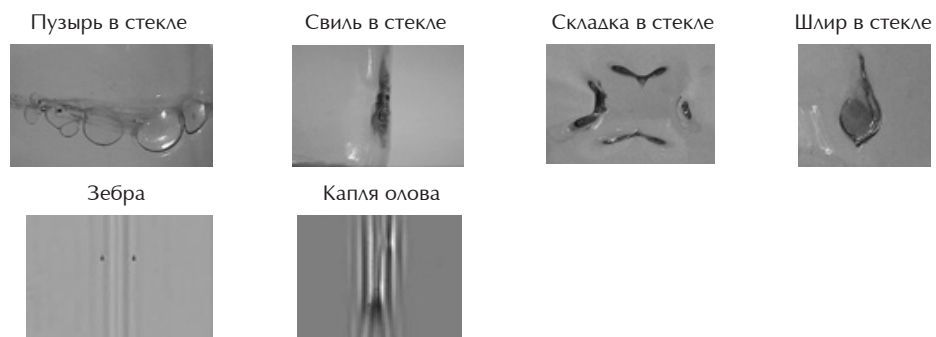 Пузырь в стекле
Свиль в стекле
Складка в стекле
Шлир в стекле
Зебра
Капля олова